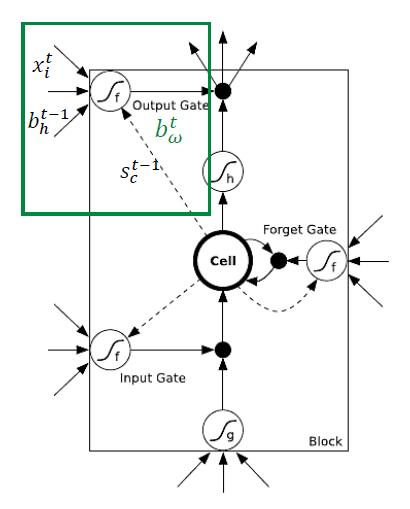 x_i^t
f
Output Gate
b_h^{t-1}
b_ω^t
s_c^{t-1}
h
Forget Gate
Cell
f
f
Input Gate
g
Block